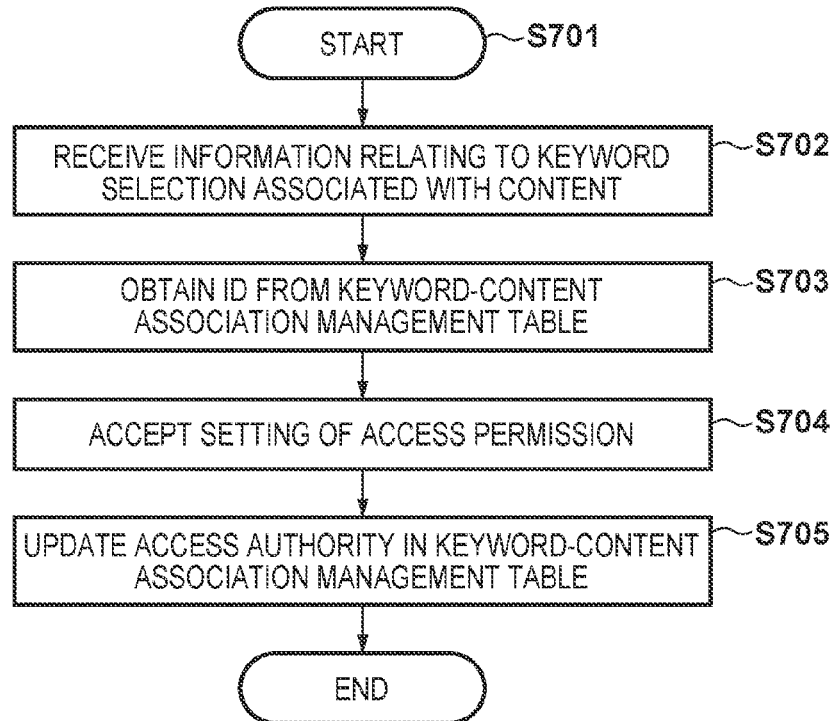 START
S701
RECEIVE INFORMATION RELATING TO KEYWORD
SELECTION ASSOCIATED WITH CONTENT
S702
OBTAIN ID FROM KEYWORD-CONTENT
ASSOCIATION MANAGEMENT TABLE
S703
ACCEPT SETTING OF ACCESS PERMISSION
S704
UPDATE ACCESS AUTHORITY IN KEYWORD-CONTENT
ASSOCIATION MANAGEMENT TABLE
S705
END